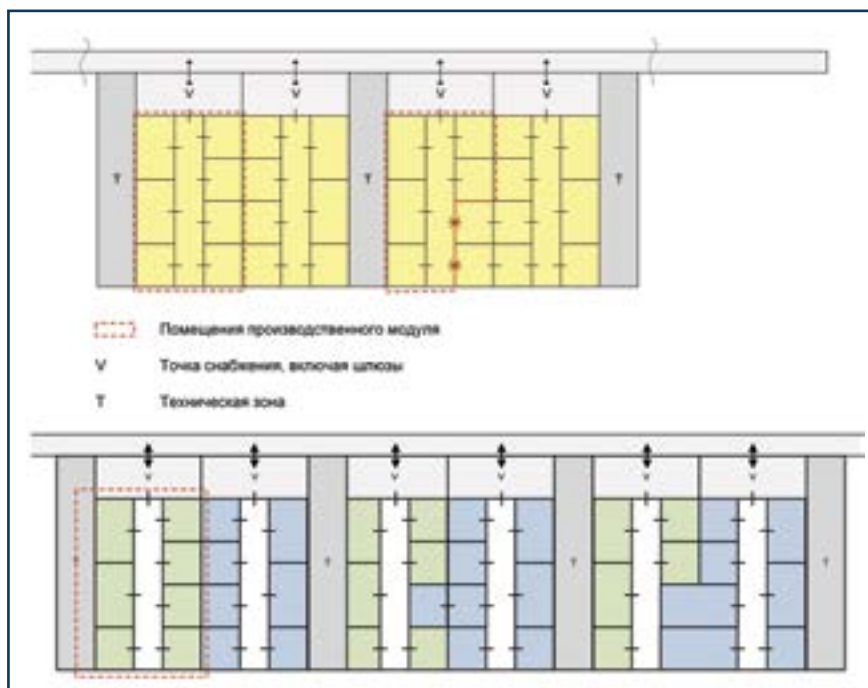 V V V V
T T T
Помещения производственного модуля
V Точка снабжения, включая шлюзы
T Техническая зона
V V V V V V
T T T T